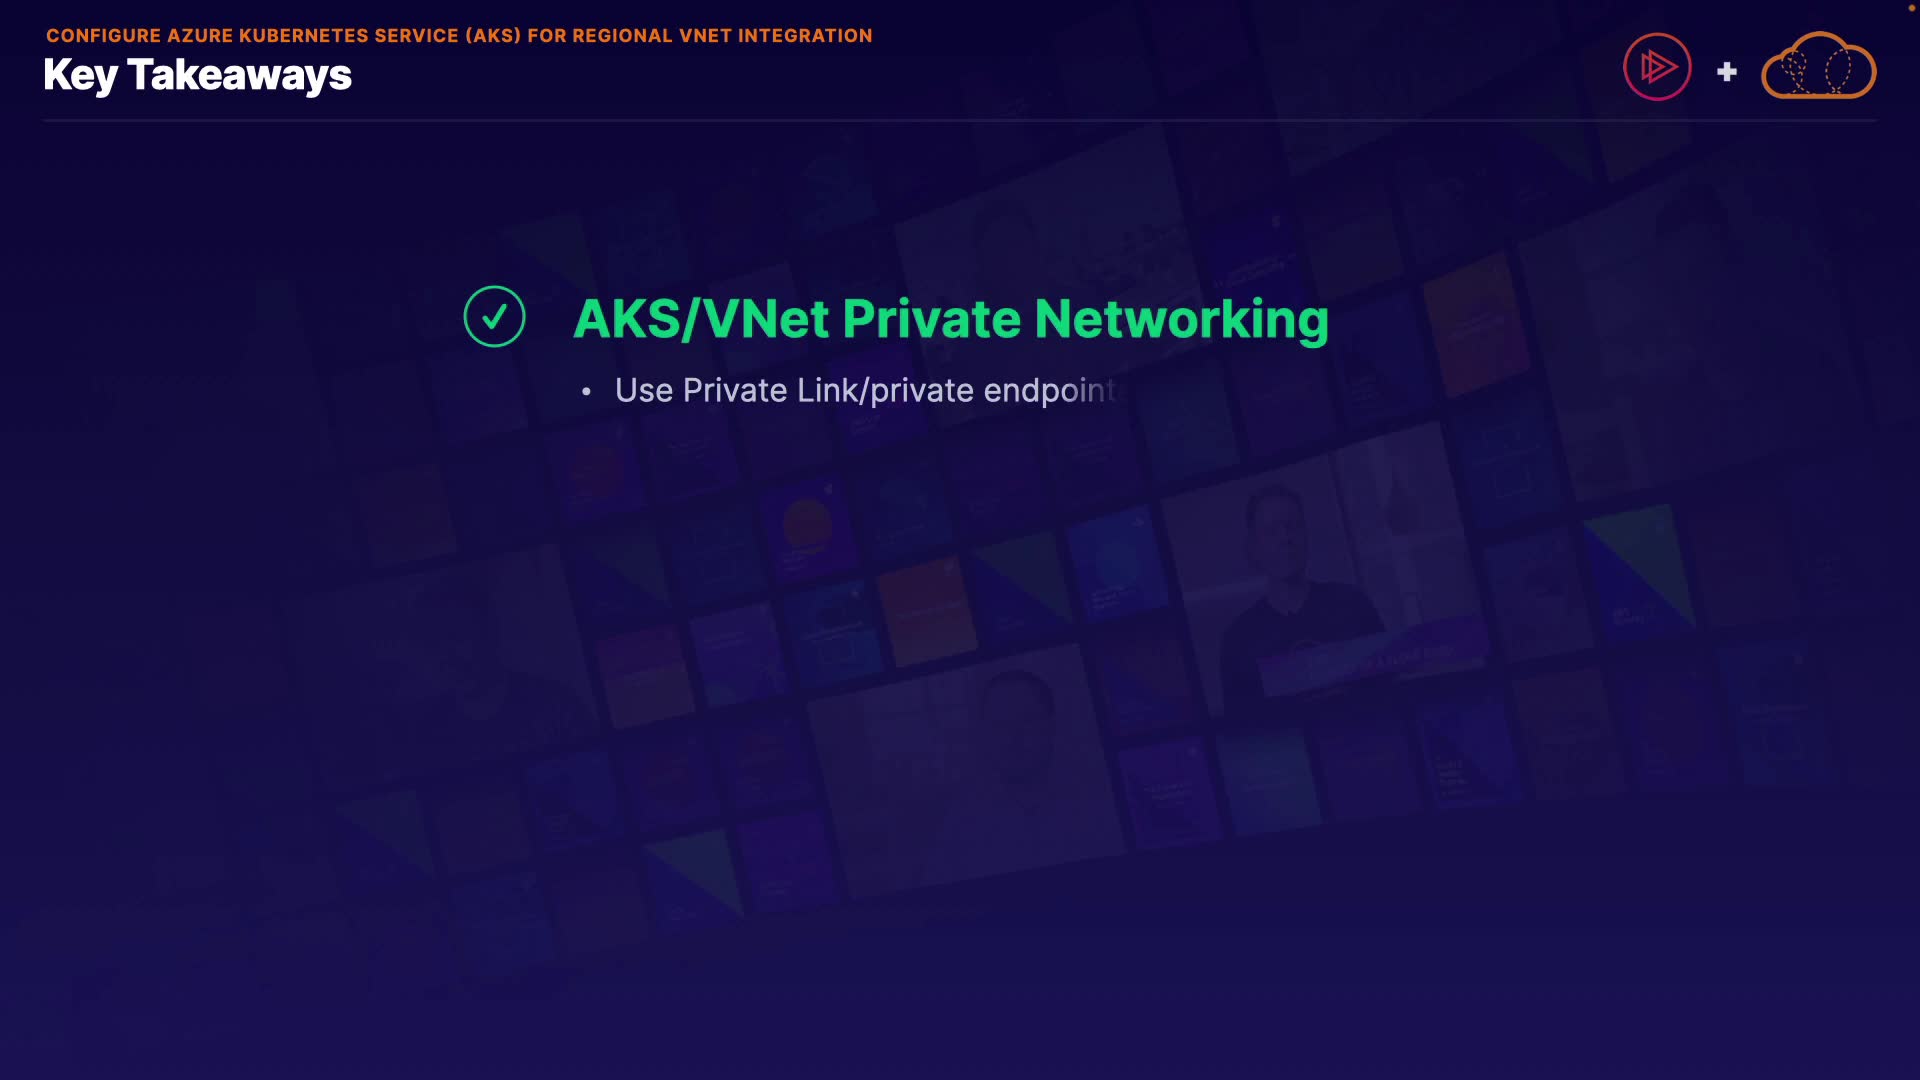 CONFIGURE AZURE KUBERNETES SERVICE (AKS) FOR REGIONAL VNET INTEGRATION
Key Takeaways
AKS/VNet Private Networking
• Use Private Link/private endpoints